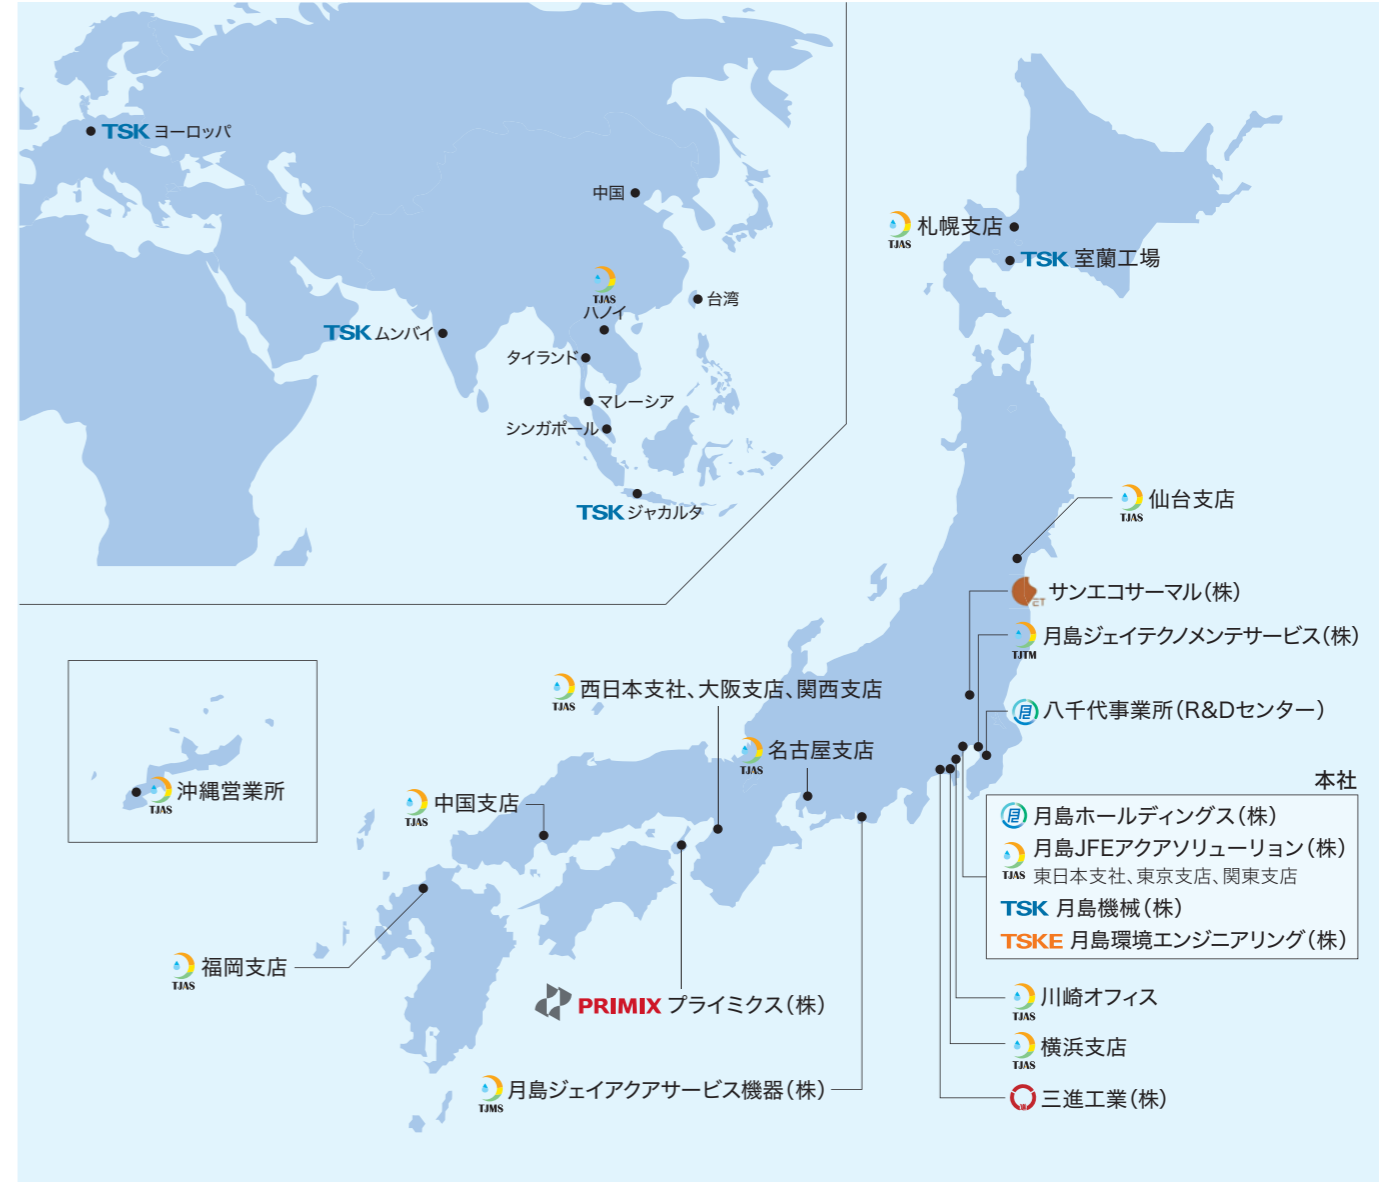 TSK ヨーロッパ
中国
TJAS
ハノイ
台湾
TSK ムンバイ
タイランド
マレーシア
シンガポール
TSK ジャカルタ
TJAS 札幌支店
TSK 室蘭工場
TJAS 仙台支店
ET サンエコサーマル（株）
TJTM 月島ジェイテクノメンテサービス（株）
月 八千代事業所（R&Dセンター）
TJAS 西日本支社、大阪支店、関西支店
TJAS 名古屋支店
TJAS 中国支店
TJAS 沖縄営業所
TJAS 福岡支店
PRIMIX プライミクス（株）
TJMS 月島ジェイアクアサービス機器（株）
本社
月 月島ホールディングス（株）
TJAS 月島JFEアクアソリューリョン（株）
東日本支社、東京支店、関東支店
TSK 月島機械（株）
TSKE 月島環境エンジニアリング（株）
TJAS 川崎オフィス
TJAS 横浜支店
三進工業（株）